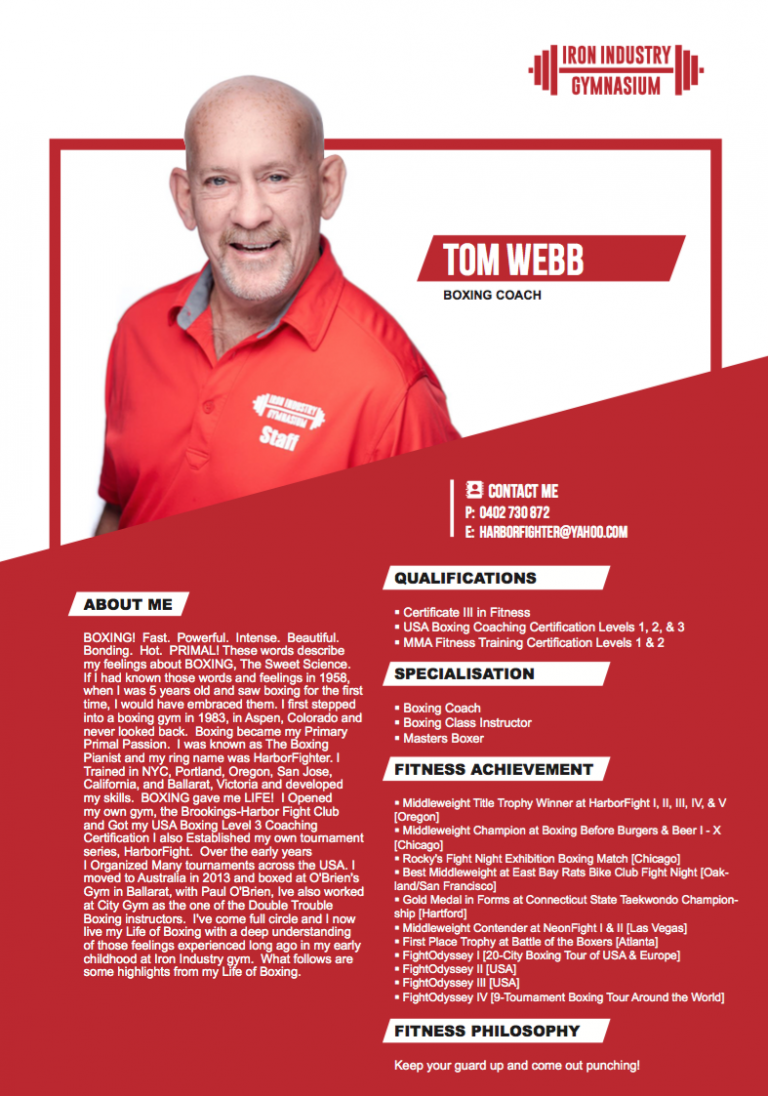 IRON INDUSTRY
GYMNASIUM
TOM WEBB
BOXING COACH
IRON INDUSTRY
GYMNASIUM
Staff
CONTACT ME
P: 0402 730 872
E: HARBORFIGHTER@YAHOO.COM
ABOUT ME
BOXING! Fast. Powerful. Intense. Beautiful.
Bonding. Hot. PRIMAL! These words describe
my feelings about BOXING, The Sweet Science.
If I had known those words and feelings in 1958,
when I was 5 years old and saw boxing for the first
time, I would have embraced them. I first stepped
into a boxing gym in 1983, in Aspen, Colorado and
never looked back. Boxing became my Primary
Primal Passion. I was known as The Boxing
Pianist and my ring name was HarborFighter. I
Trained in NYC, Portland, Oregon, San Jose,
California, and Ballarat, Victoria and developed
my skills. BOXING gave me LIFE! I Opened
my own gym, the Brookings-Harbor Fight Club
and Got my USA Boxing Level 3 Coaching
Certification I also Established my own tournament
series, HarborFight. Over the early years
I Organized Many tournaments across the USA. I
moved to Australia in 2013 and boxed at O'Brien's
Gym in Ballarat, with Paul O'Brien, Ive also worked
at City Gym as the one of the Double Trouble
Boxing instructors. I've come full circle and I now
live my Life of Boxing with a deep understanding
of those feelings experienced long ago in my early
childhood at Iron Industry gym. What follows are
some highlights from my Life of Boxing.
QUALIFICATIONS
▪ Certificate III in Fitness
▪ USA Boxing Coaching Certification Levels 1, 2, & 3
▪ MMA Fitness Training Certification Levels 1 & 2
SPECIALISATION
▪ Boxing Coach
▪ Boxing Class Instructor
▪ Masters Boxer
FITNESS ACHIEVEMENT
▪ Middleweight Title Trophy Winner at HarborFight I, II, III, IV, & V
[Oregon]
▪ Middleweight Champion at Boxing Before Burgers & Beer I - X
[Chicago]
▪ Rocky's Fight Night Exhibition Boxing Match [Chicago]
▪ Best Middleweight at East Bay Rats Bike Club Fight Night [Oak-
land/San Francisco]
▪ Gold Medal in Forms at Connecticut State Taekwondo Champion-
ship [Hartford]
▪ Middleweight Contender at NeonFight I & II [Las Vegas]
▪ First Place Trophy at Battle of the Boxers [Atlanta]
▪ FightOdyssey I [20-City Boxing Tour of USA & Europe]
▪ FightOdyssey II [USA]
▪ FightOdyssey III [USA]
▪ FightOdyssey IV [9-Tournament Boxing Tour Around the World]
FITNESS PHILOSOPHY
Keep your guard up and come out punching!